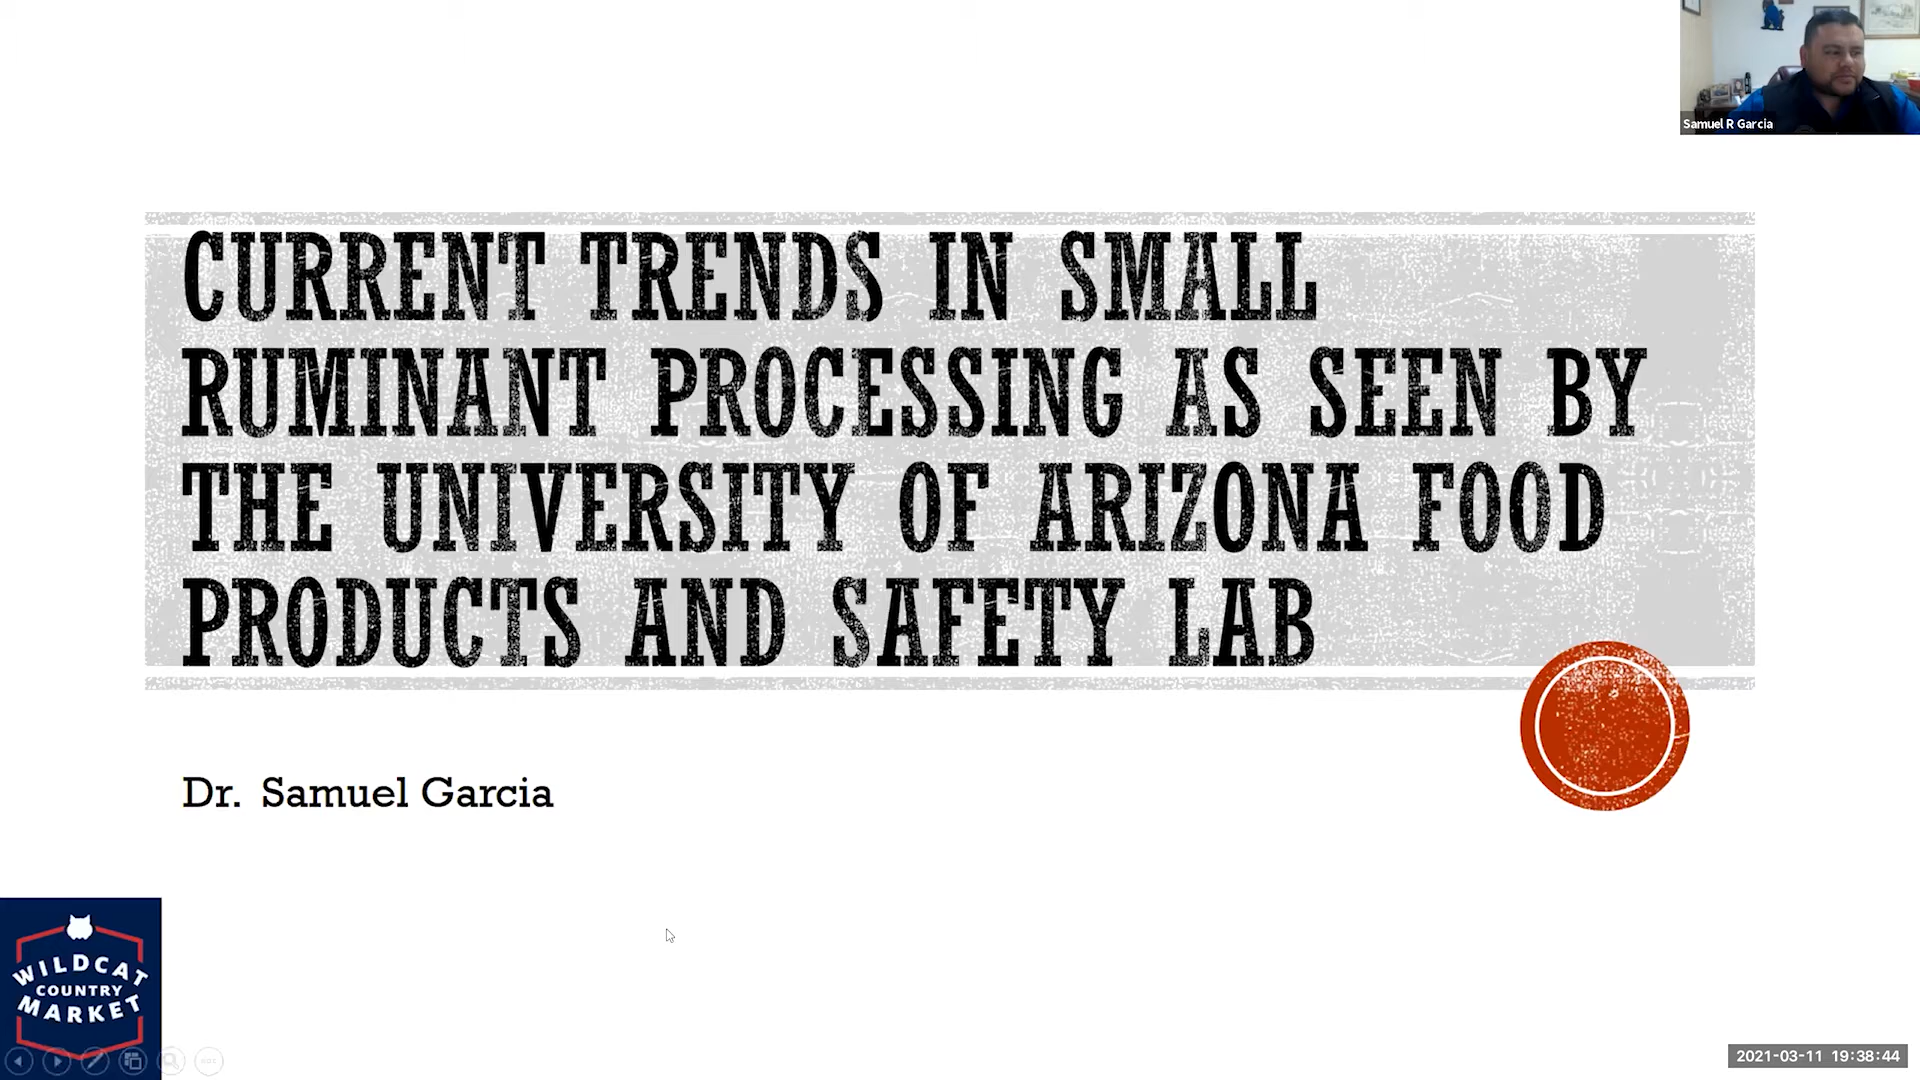 Samuel R Garcia
CURRENT TRENDS IN SMALL
RUMINANT PROCESSING AS SEEN BY
THE UNIVERSITY OF ARIZONA FOOD
PRODUCTS AND SAFETY LAB
Dr. Samuel Garcia
WILDCAT
COUNTRY
MARKET
2021-03-11 19:38:44